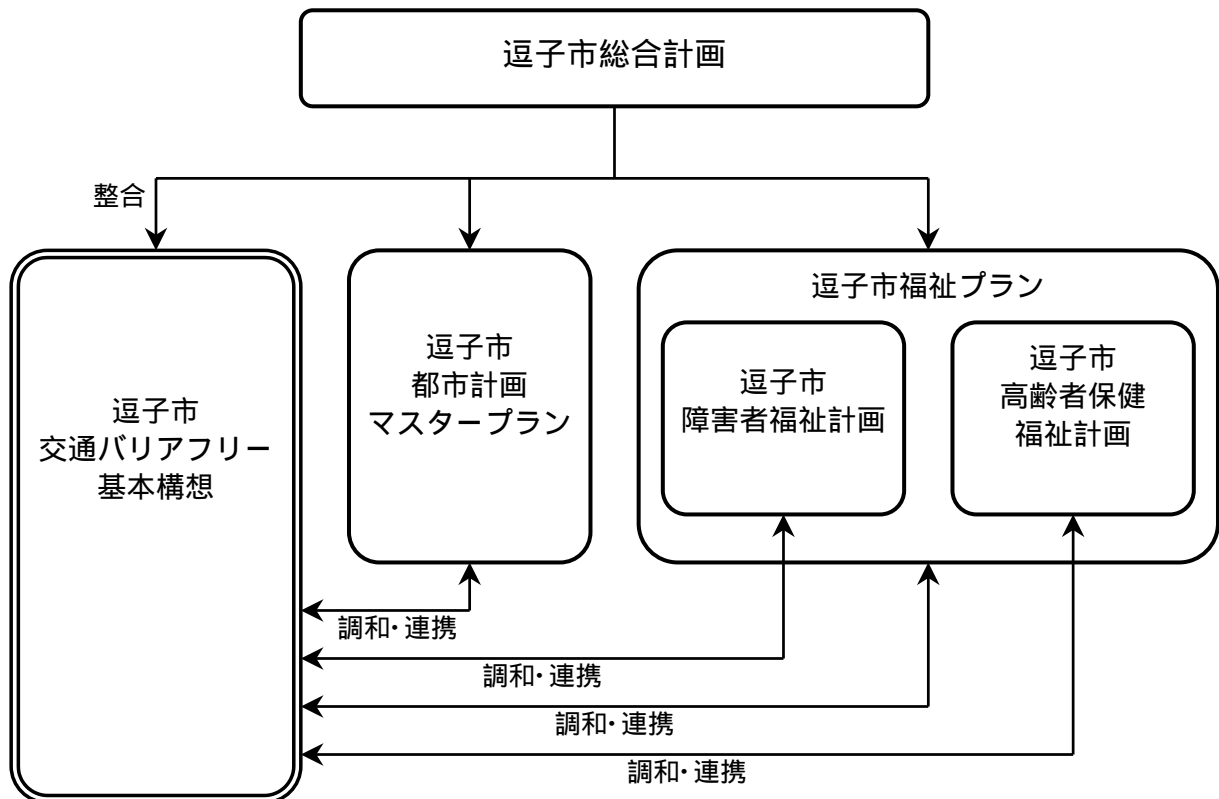 逗子市総合計画
整合
逗子市
交通バリアフリー
基本構想
逗子市
都市計画
マスタープラン
逗子市福祉プラン
逗子市
障害者福祉計画
逗子市
高齢者保健
福祉計画
調和・連携
調和・連携
調和・連携
調和・連携